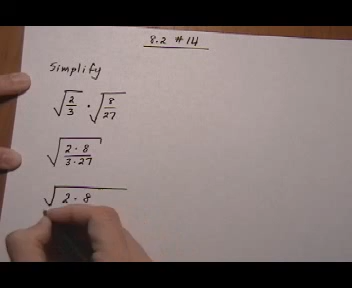 8.2 #14
Simplify
√(2/3) · √(8/27)
√((2·8)/(3·27))
√(2·8